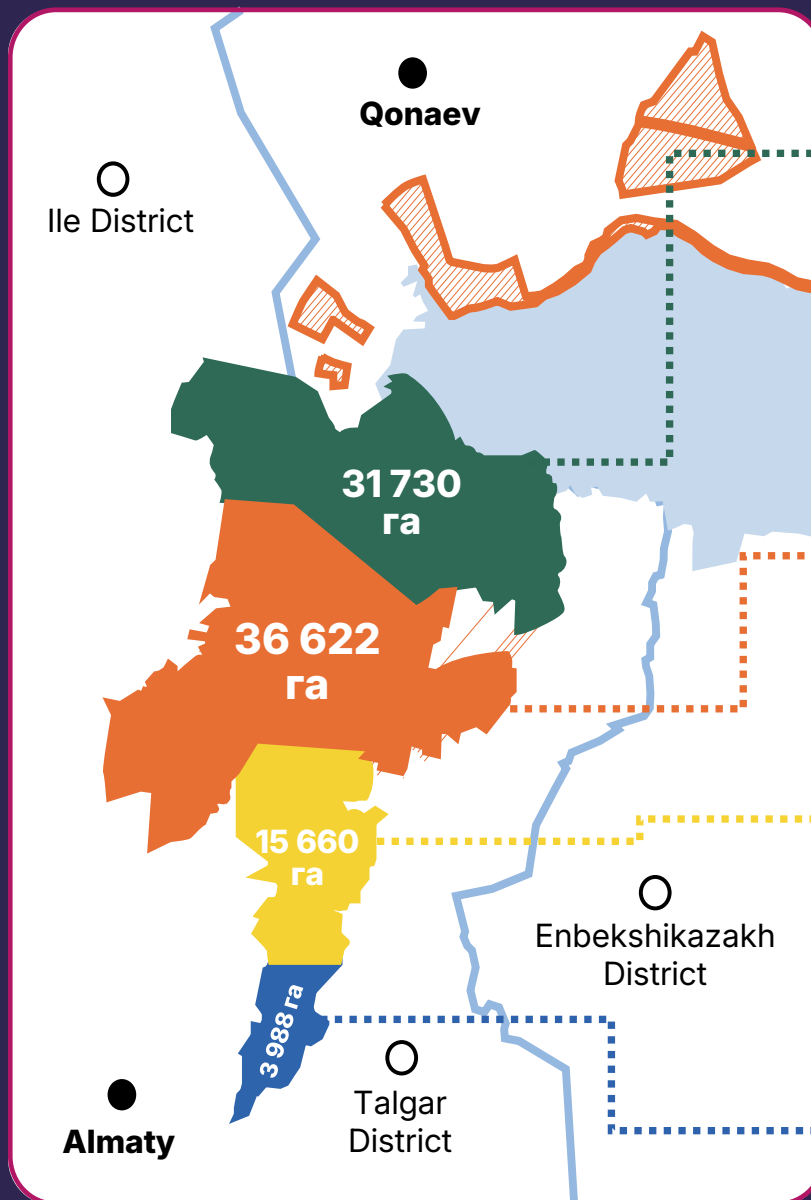 Qonaev
Ile District
31 730
га
36 622
га
15 660
га
Enbekshikazakh
District
3 988 га
Talgar
District
Almaty